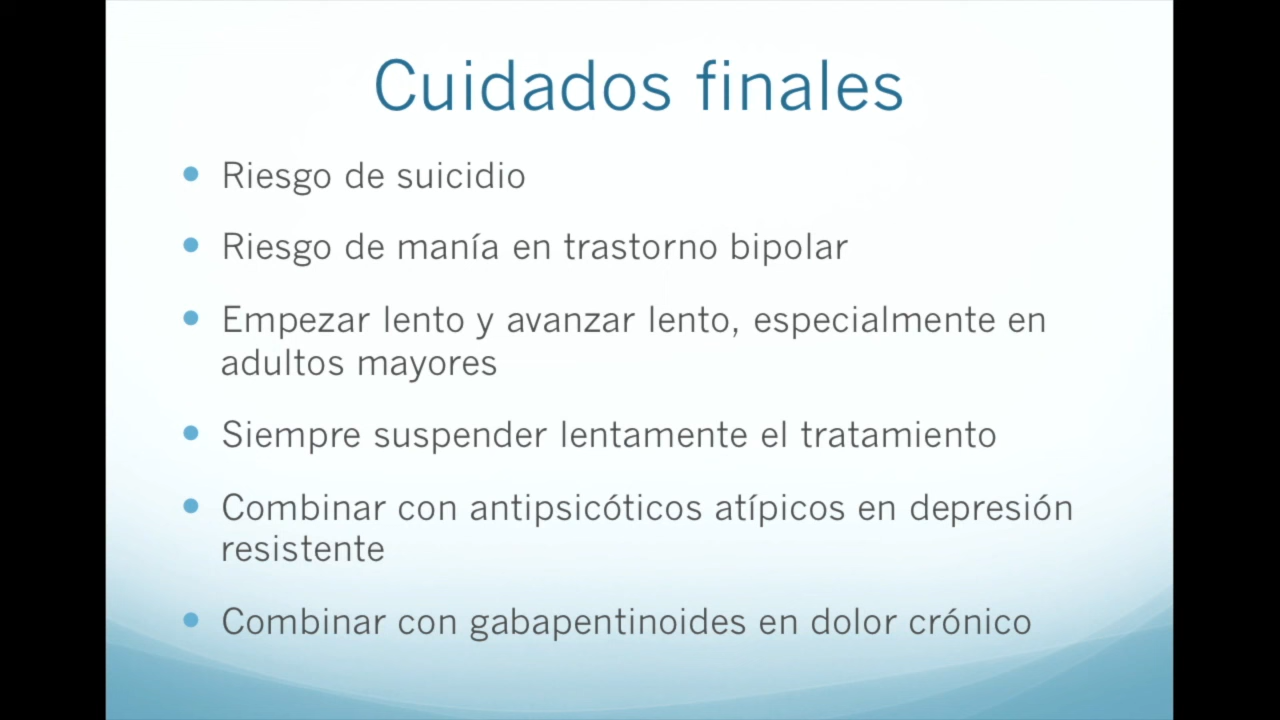 Cuidados finales
Riesgo de suicidio
Riesgo de manía en trastorno bipolar
Empezar lento y avanzar lento, especialmente en
adultos mayores
Siempre suspender lentamente el tratamiento
Combinar con antipsicóticos atípicos en depresión
resistente
Combinar con gabapentinoides en dolor crónico